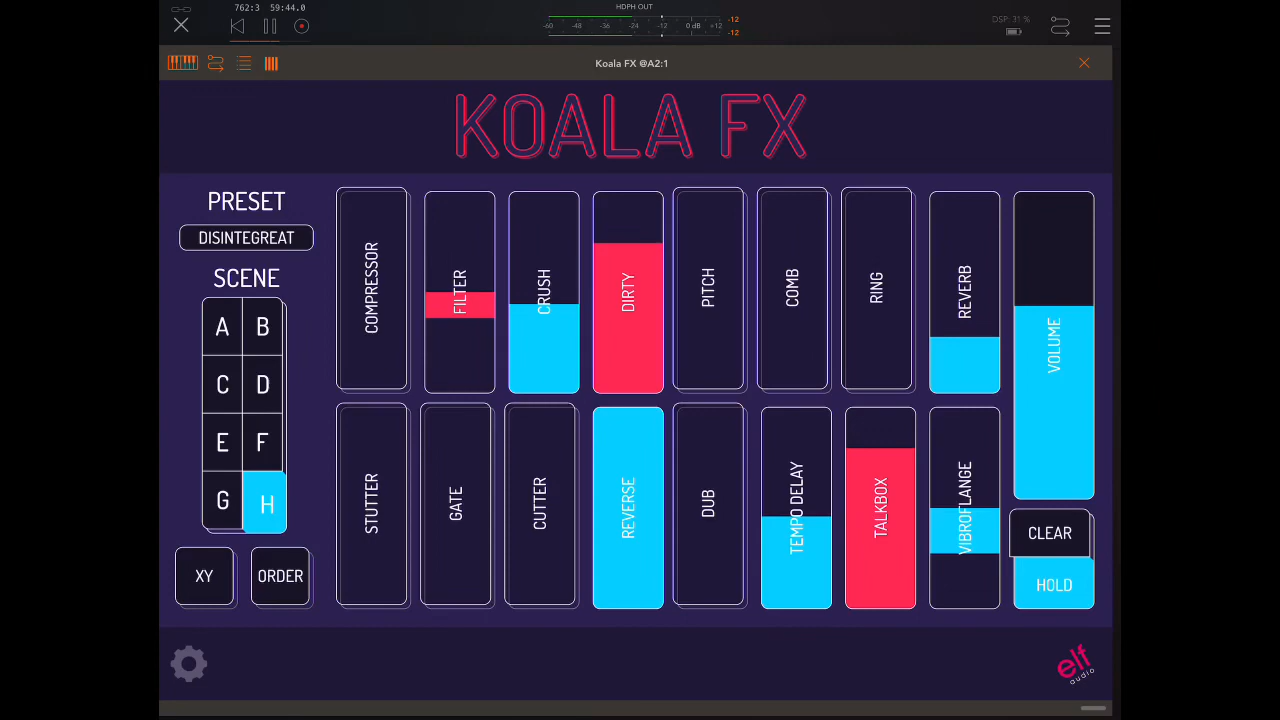 762:3 59:44.0
HDPH OUT
-60 -48 -36 -24 -12 0 dB +12
-12
-12
DSP: 31 %
Koala FX @A2:1
KOALA FX
PRESET
DISINTEGREAT
SCENE
A B
C D
E F
G H
XY ORDER
COMPRESSOR FILTER CRUSH DIRTY PITCH COMB RING REVERB VOLUME
STUTTER GATE CUTTER REVERSE DUB TEMPO DELAY TALKBOX VIBROFLANGE
CLEAR
HOLD
elf
audio